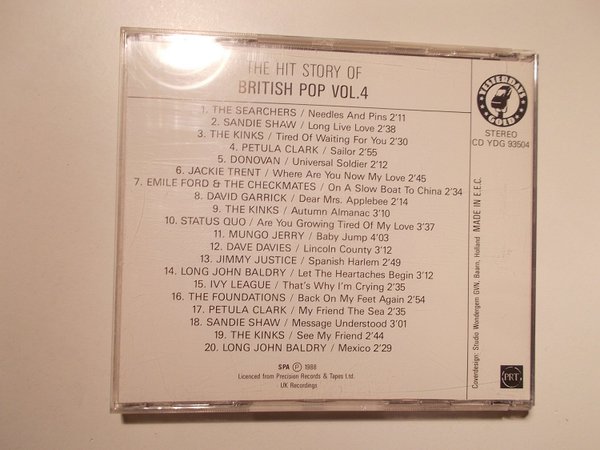 THE HIT STORY OF
BRITISH POP VOL.4
1. THE SEARCHERS / Needles And Pins 2'11
2. SANDIE SHAW / Long Live Love 2'38
3. THE KINKS / Tired Of Waiting For You 2'30
4. PETULA CLARK / Sailor 2'55
5. DONOVAN / Universal Soldier 2'12
6. JACKIE TRENT / Where Are You Now My Love 2'45
7. EMILE FORD & THE CHECKMATES / On A Slow Boat To China 2'34
8. DAVID GARRICK / Dear Mrs. Applebee 2'14
9. THE KINKS / Autumn Almanac 3'10
10. STATUS QUO / Are You Growing Tired Of My Love 3'37
11. MUNGO JERRY / Baby Jump 4'03
12. DAVE DAVIES / Lincoln County 3'12
13. JIMMY JUSTICE / Spanish Harlem 2'49
14. LONG JOHN BALDRY / Let The Heartaches Begin 3'12
15. IVY LEAGUE / That's Why I'm Crying 2'35
16. THE FOUNDATIONS / Back On My Feet Again 2'54
17. PETULA CLARK / My Friend The Sea 2'35
18. SANDIE SHAW / Message Understood 3'01
19. THE KINKS / See My Friend 2'44
20. LONG JOHN BALDRY / Mexico 2'29
SPA Ⓟ 1988
Licenced from Precision Records & Tapes Ltd.
UK Recordings
YESTERDAYS
GOLD
STEREO
CD YDG 93504
Coverdesign: Studio Wondergem GVN, Baarn, Holland MADE IN E.E.C.
PRT